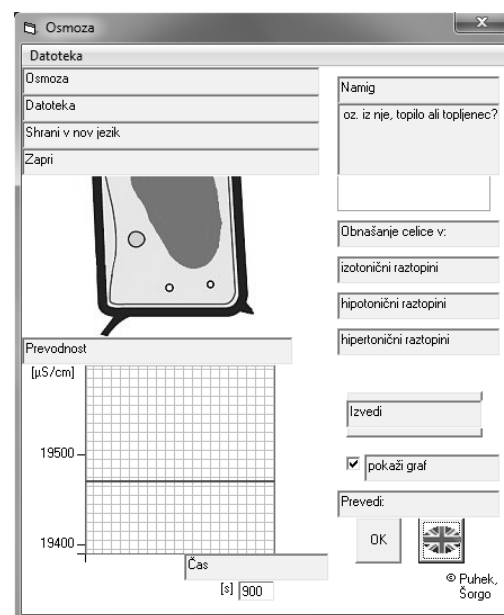 Osmoza
Datoteka
Osmoza
Datoteka
Shrani v nov jezik
Zapri
Namig
oz. iz nje, topilo ali topljenec?
Obnašanje celice v:
izotonični raztopini
hipotonični raztopini
hipertonični raztopini
Prevodnost
[µS/cm]
19500
19400
Čas
[s] 900
Izvedi
pokaži graf
Prevedi:
OK
© Puhek,
Šorgo